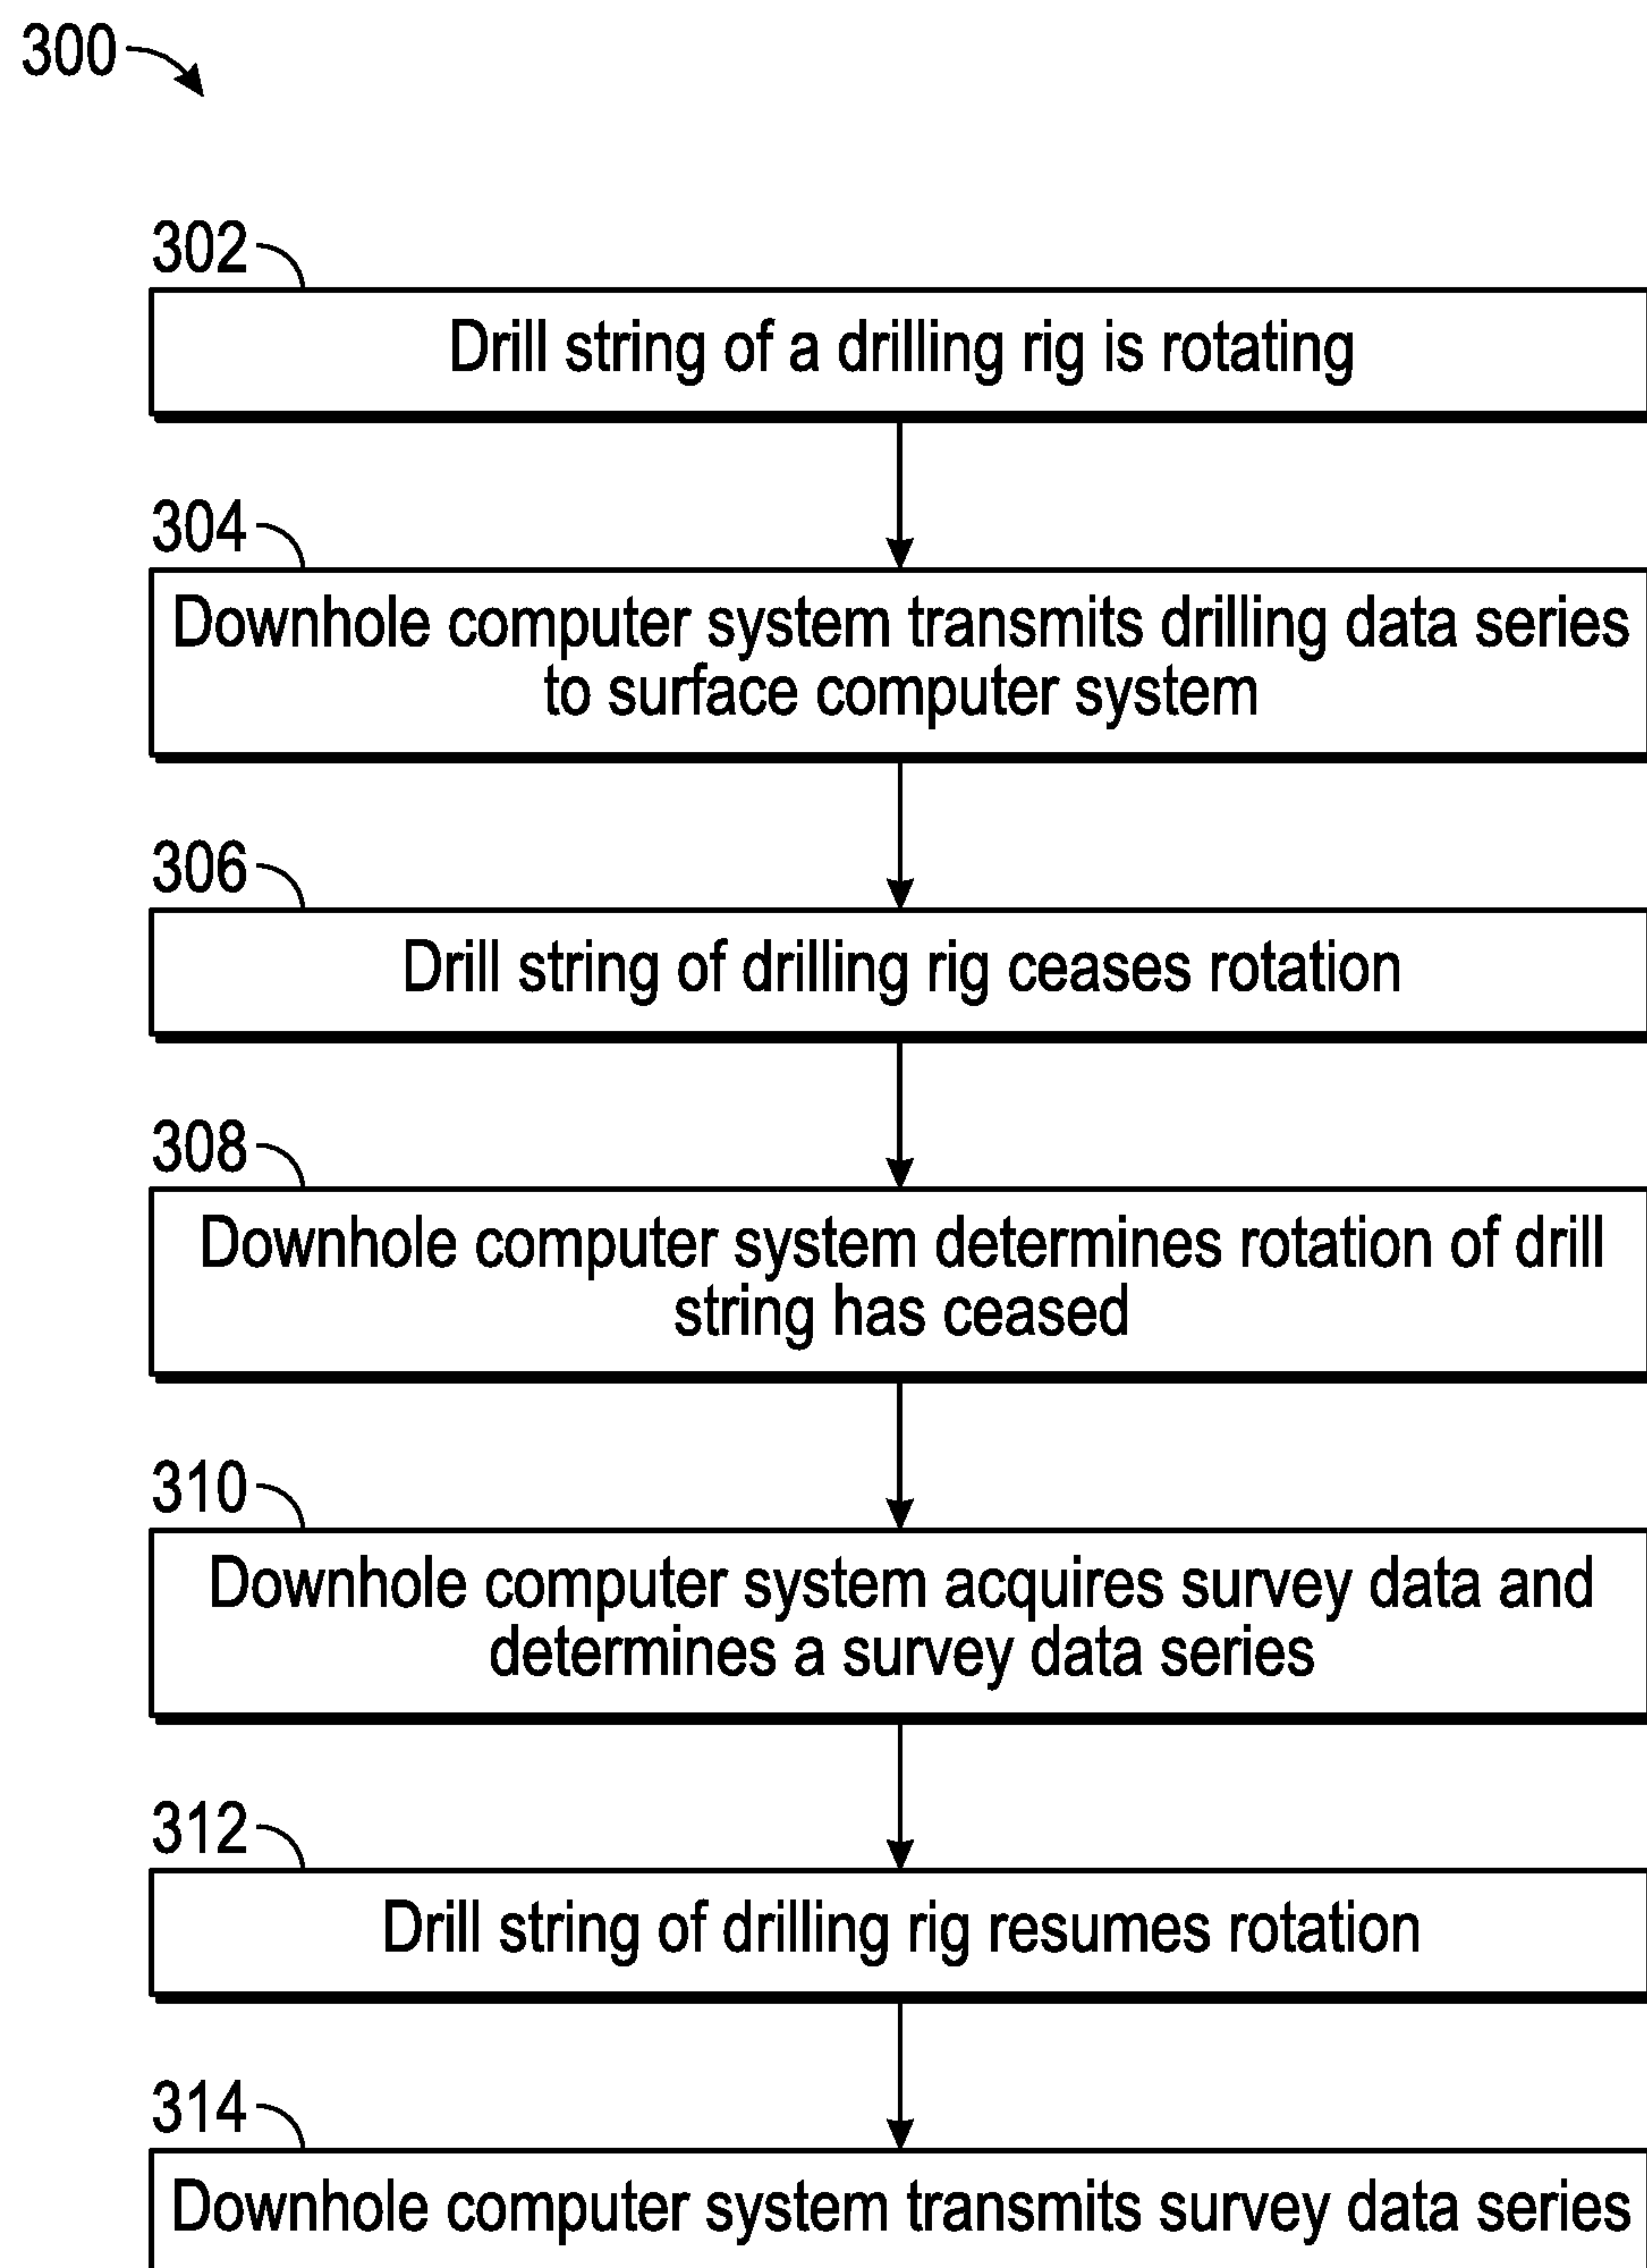 300
302
Drill string of a drilling rig is rotating
304
Downhole computer system transmits drilling data series
to surface computer system
306
Drill string of drilling rig ceases rotation
308
Downhole computer system determines rotation of drill
string has ceased
310
Downhole computer system acquires survey data and
determines a survey data series
312
Drill string of drilling rig resumes rotation
314
Downhole computer system transmits survey data series